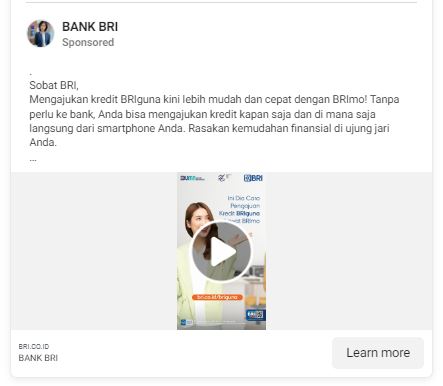 BANK BRI
Sponsored
.
Sobat BRI,
Mengajukan kredit BRIguna kini lebih mudah dan cepat dengan BRImo! Tanpa
perlu ke bank, Anda bisa mengajukan kredit kapan saja dan di mana saja
langsung dari smartphone Anda. Rasakan kemudahan finansial di ujung jari
Anda.
...
BRI
Ini Dia Cara
Pengajuan
Kredit BRIguna
BRImo
bri.co.id/briguna
BRI.CO.ID
BANK BRI
Learn more